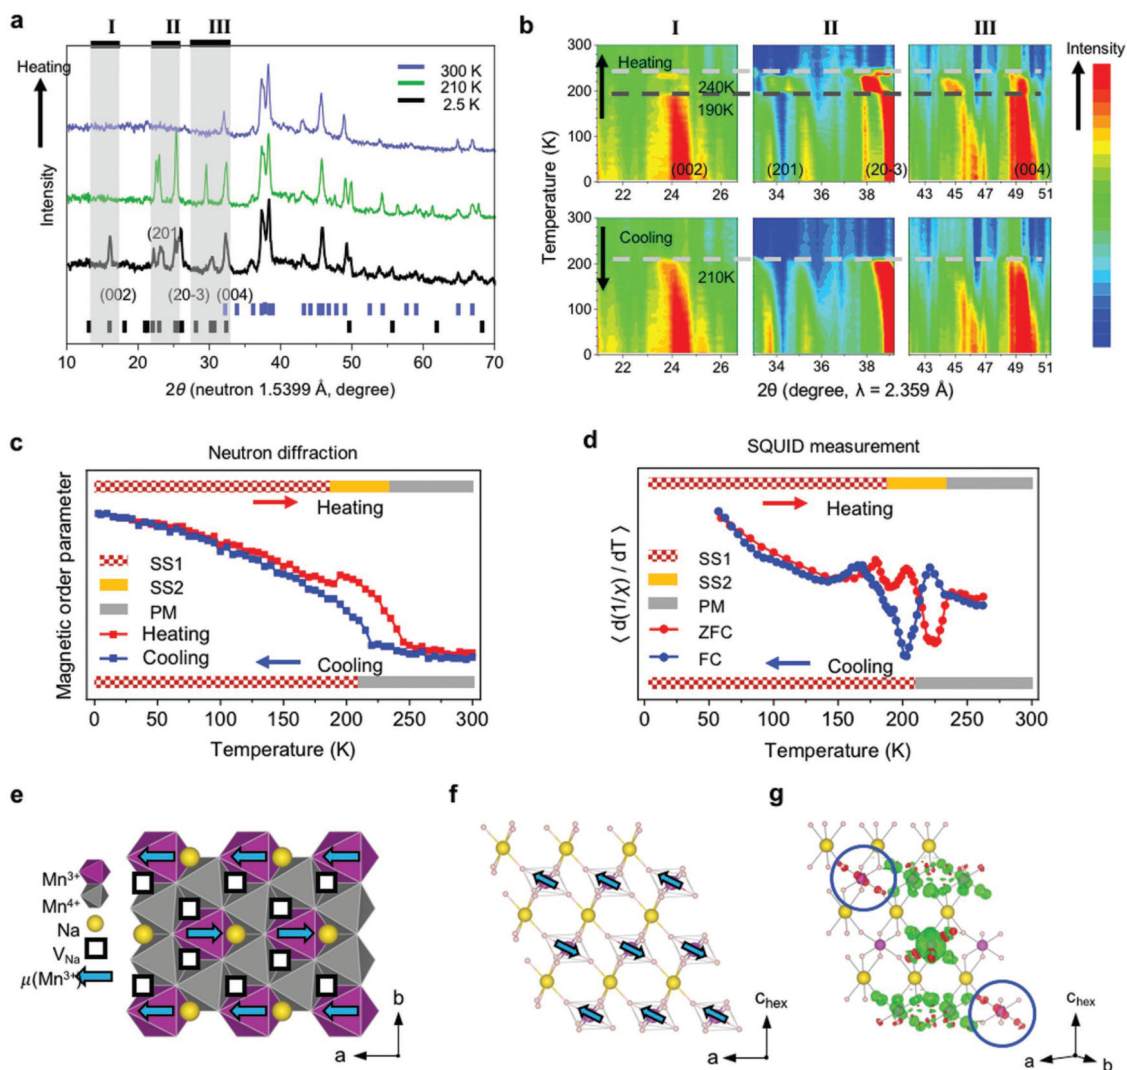 a
I II III
Heating
Intensity
300 K
210 K
2.5 K
(201)
(002) (20-3) (004)
10 20 30 40 50 60 70
2θ (neutron 1.5399 Å, degree)
b
I II III
Intensity
Temperature (K)
300
200
100
0
Heating
240K
190K
(002) (201) (20-3) (004)
22 24 26 34 36 38 43 45 47 49 51
300
200
100
0
Cooling
210K
22 24 26 34 36 38 43 45 47 49 51
2θ (degree, λ = 2.359 Å)
c
Neutron diffraction
Magnetic order parameter
Heating
SS1
SS2
PM
Heating
Cooling
Cooling
0 50 100 150 200 250 300
Temperature (K)
d
SQUID measurement
⟨ d(1/χ) / dT ⟩
Heating
SS1
SS2
PM
ZFC
FC
Cooling
0 50 100 150 200 250 300
Temperature (K)
e
Mn3+
Mn4+
Na
VNa
μ(Mn3+)
b
a
f
chex
a
g
chex
a b